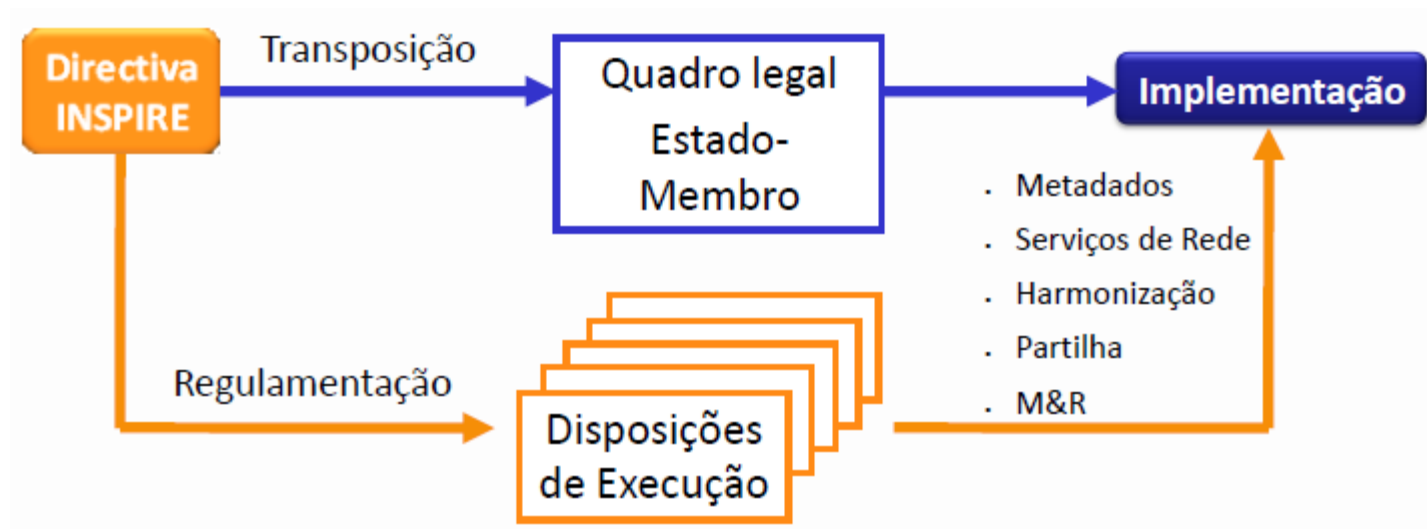 Directiva
INSPIRE
Transposição
Quadro legal
Estado-
Membro
Implementação
. Metadados
. Serviços de Rede
. Harmonização
. Partilha
. M&R
Regulamentação
Disposições
de Execução